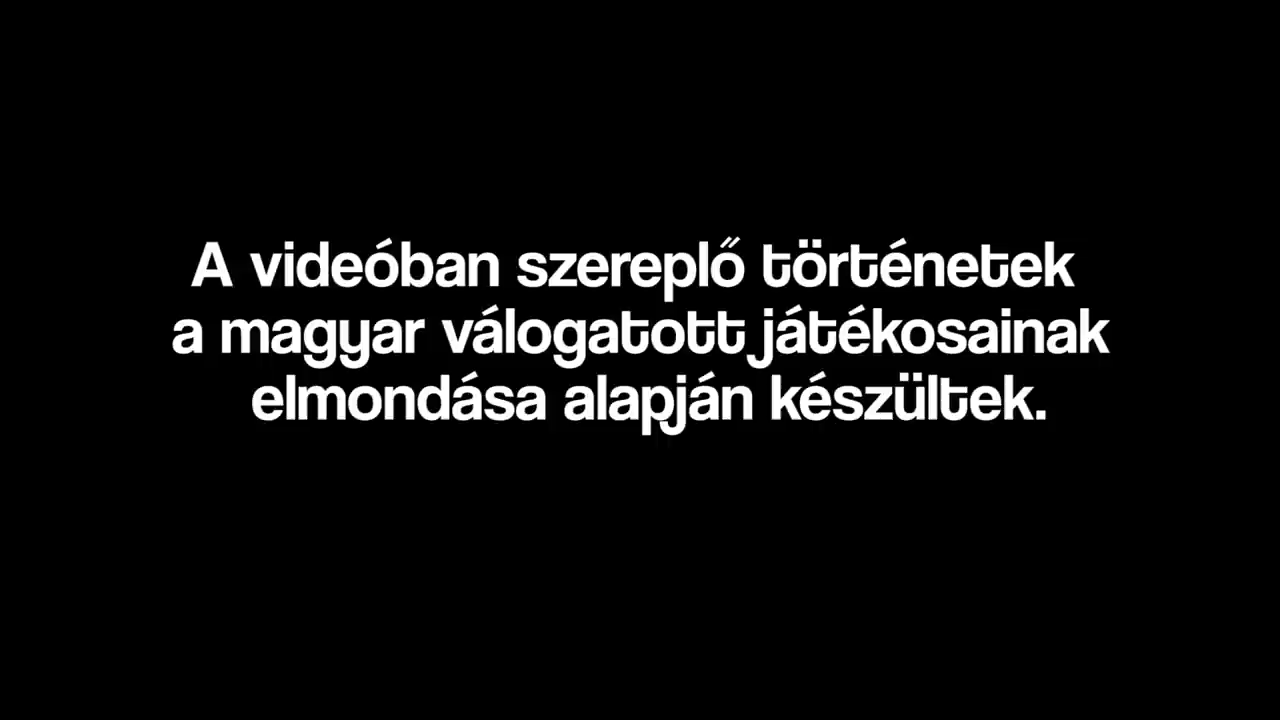 A videóban szereplő történetek
a magyar válogatott játékosainak
elmondása alapján készültek.